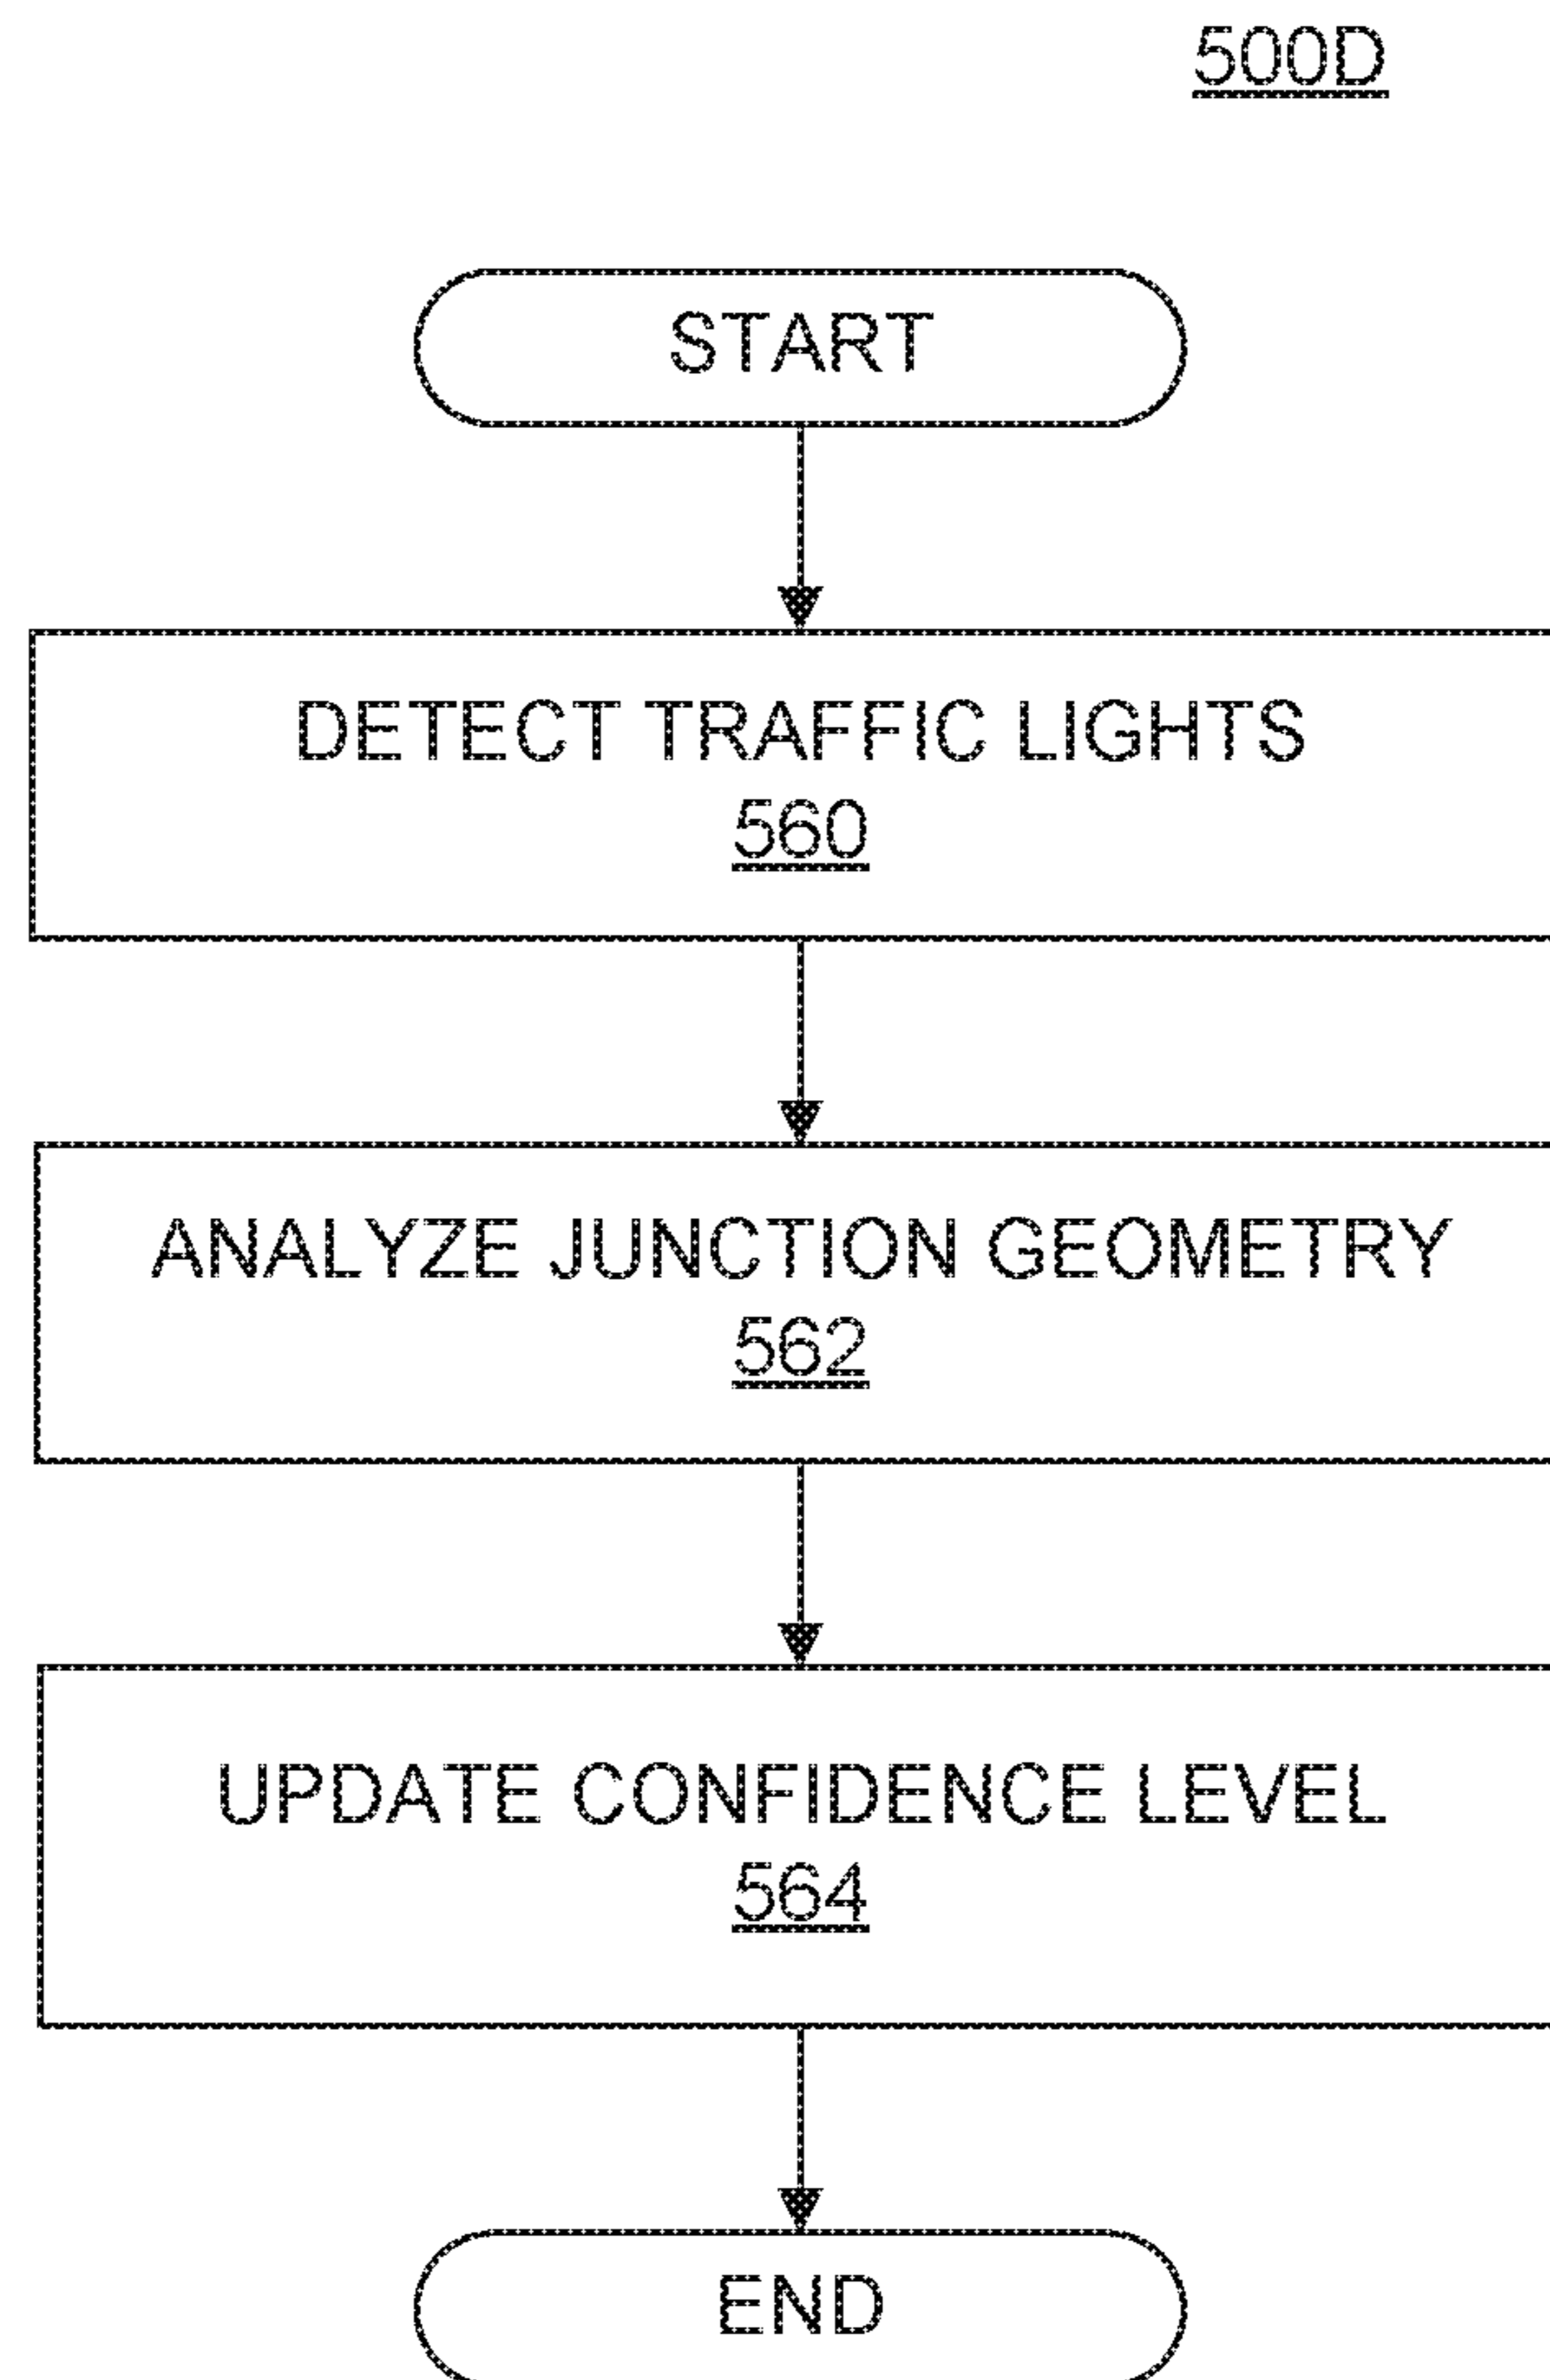 500D
START
DETECT TRAFFIC LIGHTS
560
ANALYZE JUNCTION GEOMETRY
562
UPDATE CONFIDENCE LEVEL
564
END